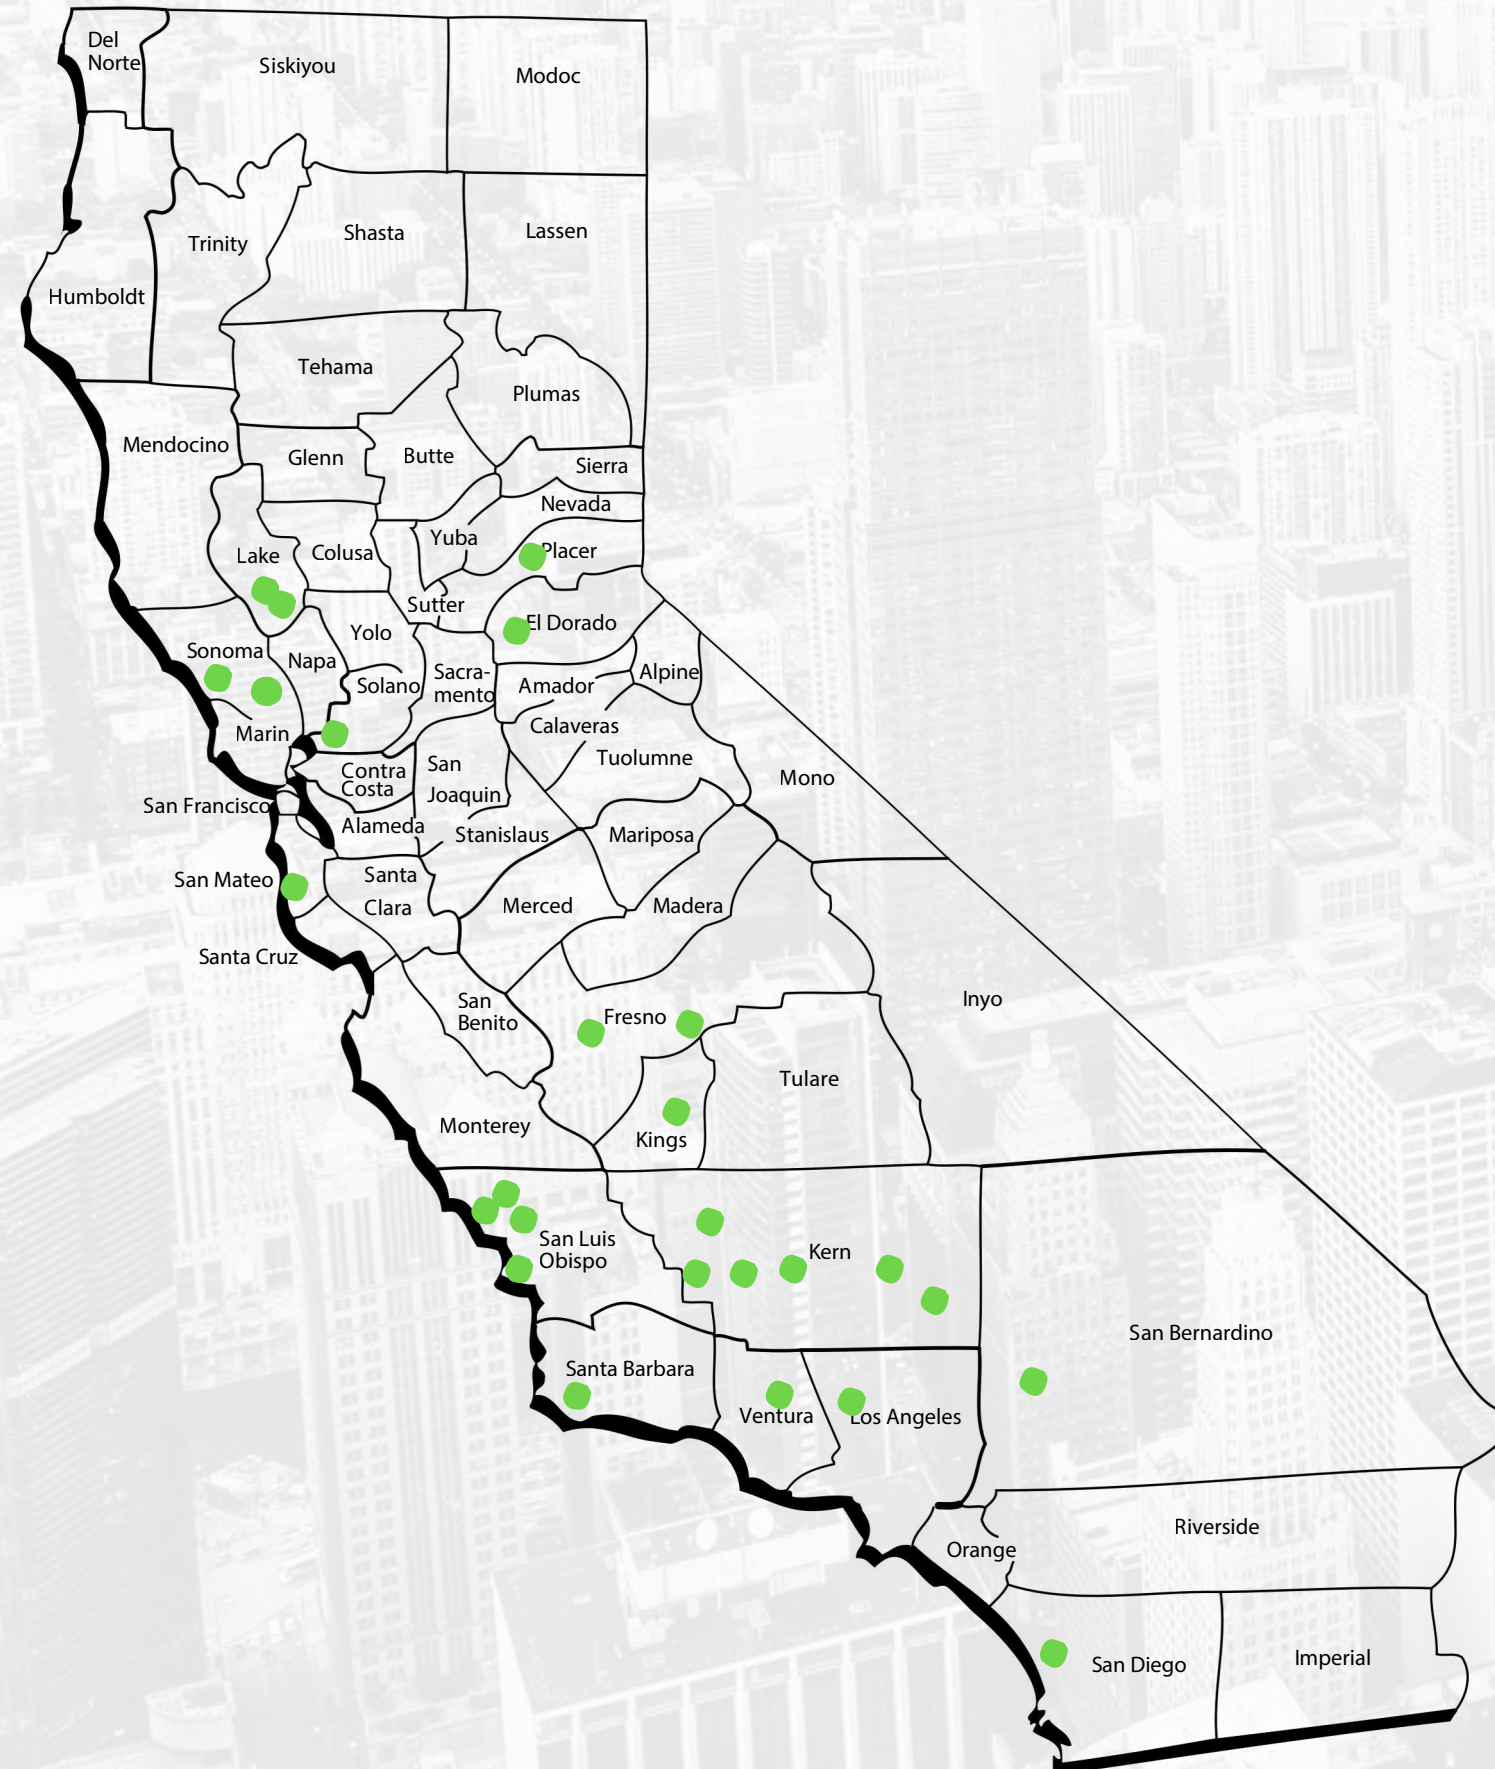 Del
Norte
Siskiyou
Modoc
Trinity
Shasta
Lassen
Humboldt
Tehama
Plumas
Mendocino
Glenn
Butte
Sierra
Nevada
Lake
Colusa
Yuba
Placer
Sutter
El Dorado
Yolo
Sonoma
Napa
Solano
Sacra-
mento
Amador
Alpine
Marin
Calaveras
Tuolumne
Mono
Contra
Costa
San
Joaquin
San Francisco
Alameda
Stanislaus
Mariposa
San Mateo
Santa
Clara
Merced
Madera
Santa Cruz
San
Benito
Fresno
Inyo
Tulare
Monterey
Kings
San Luis
Obispo
Kern
San Bernardino
Santa Barbara
Ventura
Los Angeles
Riverside
Orange
San Diego
Imperial